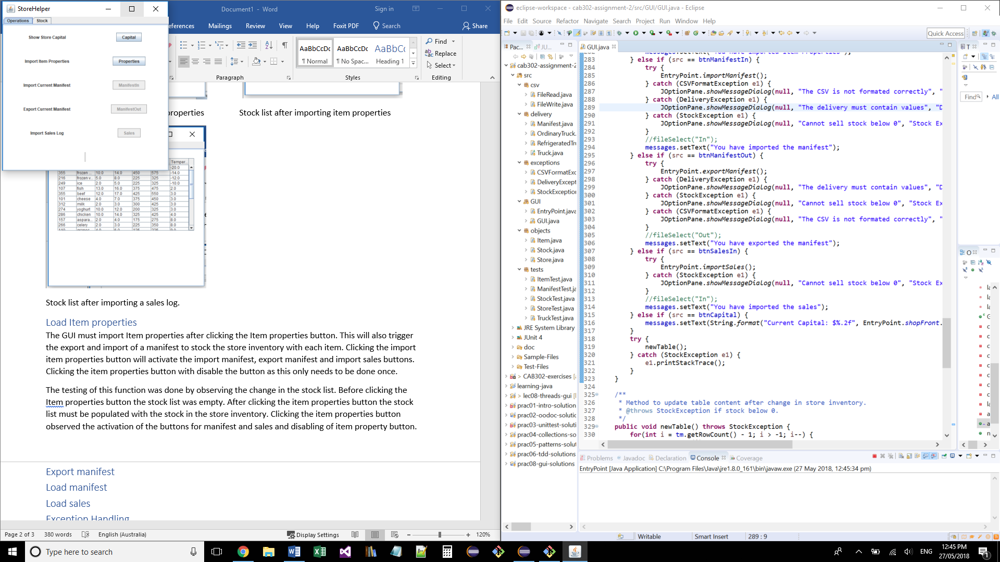 StoreHelper
Operations Stock
Show Store Capital Capital
Import Item Properties Properties
Import Current Manifest ManifestIn
Export Current Manifest ManifestOut
Import Sales Log Sales
Document1 - Word
Sign in
Mailings Review View Help Foxit PDF Search Share
AaBbCcDc AaBbCcDc
¶ Normal ¶ No Spac... Heading 1
Find
Replace
Select
Paragraph Styles Editing
Stock list after importing item properties
Temper...
-20.0
355 frozen ... 10.0 14.0 450 575 -14.0
216 frozen v... 5.0 8.0 225 325 -12.0
249 ice 2.0 5.0 225 325 -10.0
107 fish 13.0 16.0 375 475 2.0
355 beef 12.0 17.0 425 550 3.0
101 cheese 4.0 7.0 375 450 3.0
312 milk 2.0 3.0 300 425 3.0
274 yoghurt 10.0 12.0 200 325 3.0
286 chicken 10.0 14.0 325 425 4.0
157 aspara... 2.0 4.0 175 275 8.0
266 celery 2.0 3.0 225 350 8.0
Stock list after importing a sales log.
Load Item properties
The GUI must import Item properties after clicking the Item properties button. This will also trigger
the export and import of a manifest to stock the store inventory with each item. Clicking the import
item properties button will activate the import manifest, export manifest and import sales buttons.
Clicking the item properties button with disable the button as this only needs to be done once.
The testing of this function was done by observing the change in the stock list. Before clicking the
Item properties button the stock list was empty. After clicking the item properties button the stock
list must be populated with the stock in the store inventory. Clicking the item properties button
observed the activation of the buttons for manifest and sales and disabling of item property button.
Export manifest
Load manifest
Load sales
Exception Handling
Page 2 of 3 380 words English (Australia) Display Settings 120%
eclipse-workspace - cab302-assignment-2/src/GUI/GUI.java - Eclipse
File Edit Source Refactor Navigate Search Project Run Window Help
Quick Access
Pac... JU...
cab302-assignment-2
src
csv
FileRead.java
FileWrite.java
delivery
Manifest.java
OrdinaryTruck.
RefrigeratedTru
Truck.java
exceptions
CSVFormatExc
DeliveryExcept
StockException
GUI
EntryPoint.java
GUI.java
objects
Item.java
Stock.java
Store.java
tests
ItemTest.java
ManifestTest.ja
StockTest.java
StoreTest.java
TruckTest.java
JRE System Library
JUnit 4
doc
Sample-Files
Test-Files
> CAB302-exercises
learning-java
> lec08-threads-gui
prac01-intro-solution
prac02-oodoc-solutic
prac03-unittest-solut
prac04-collections-so
prac05-patterns-solut
prac06-tdd-solutions
prac08-gui-solutions
GUI.java
283 } else if (src == btnManifestIn) {
284 try {
285 EntryPoint.importManifest();
286 } catch (CSVFormatException e1) {
287 JOptionPane.showMessageDialog(null, "The CSV is not formated correctly", "
288 } catch (DeliveryException e1) {
289 JOptionPane.showMessageDialog(null, "The delivery must contain values", "D
290 } catch (StockException e1) {
291 JOptionPane.showMessageDialog(null, "Cannot sell stock below 0", "Stock Ex
292 }
293 //fileSelect("In");
294 messages.setText("You have imported the manifest");
295 } else if (src == btnManifestOut) {
296 try {
297 EntryPoint.exportManifest();
298 } catch (DeliveryException e1) {
299 JOptionPane.showMessageDialog(null, "The delivery must contain values", "D
300 } catch (StockException e1) {
301 JOptionPane.showMessageDialog(null, "Cannot sell stock below 0", "Stock Ex
302 } catch (CSVFormatException e1) {
303 JOptionPane.showMessageDialog(null, "The CSV is not formated correctly", "
304 }
305 //fileSelect("Out");
306 messages.setText("You have exported the manifest");
307 } else if (src == btnSalesIn) {
308 try {
309 EntryPoint.importSales();
310 } catch (StockException e1) {
311 JOptionPane.showMessageDialog(null, "Cannot sell stock below 0", "Stock Ex
312 }
313 //fileSelect("In");
314 messages.setText("You have imported the sales");
315 } else if (src == btnCapital) {
316 messages.setText(String.format("Current Capital: $%.2f", EntryPoint.shopFront.
317 }
318 try {
319 newTable();
320 } catch (StockException e1) {
321 e1.printStackTrace();
322 }
323 }
324
325 /**
326 * Method to update table content after change in store inventory.
327 * @throws StockException if stock below 0.
328 */
329 public void newTable() throws StockException {
330 for(int i = tm.getRowCount() - 1; i > -1; i--) {
Find All
Problems Javadoc Declaration Console Coverage
EntryPoint [Java Application] C:\Program Files\Java\jre1.8.0_161\bin\javaw.exe (27 May 2018, 12:45:34 pm)
Writable Smart Insert 289 : 9
Type here to search
ENG
12:45 PM
27/05/2018